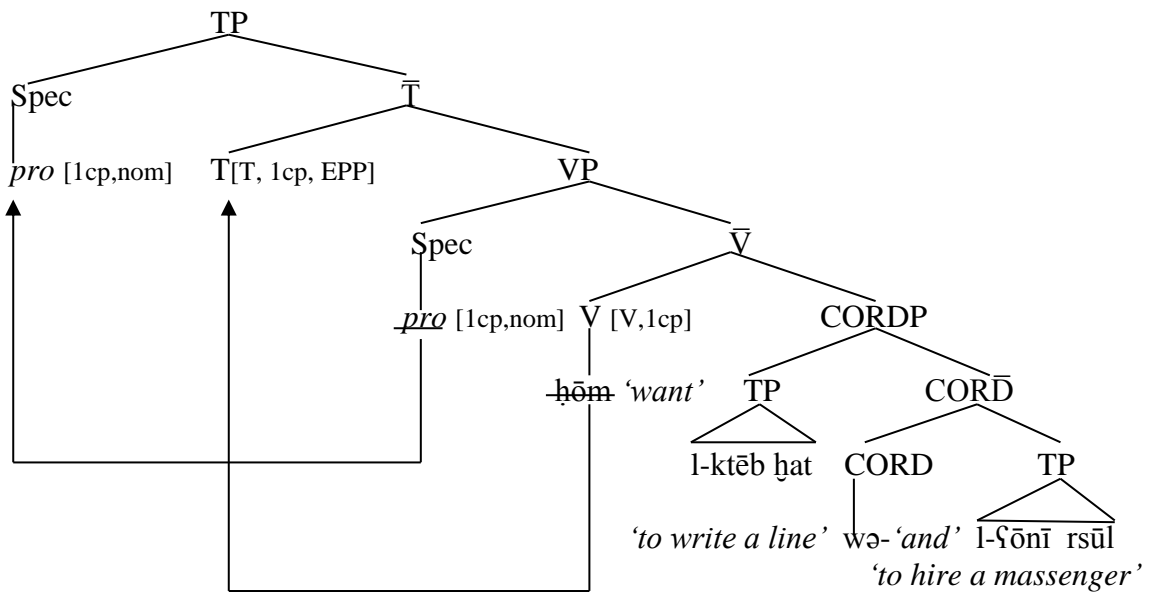 TP
Spec T̅
pro [1cp,nom] T[T, 1cp, EPP] VP
Spec V̅
pro [1cp,nom] V [V,1cp] CORDP
ḥōm ‘want’ TP CORD̅
l-ktēb ḫat CORD TP
‘to write a line’ wə-‘and’ l-ʕōnī rsūl
‘to hire a massenger’